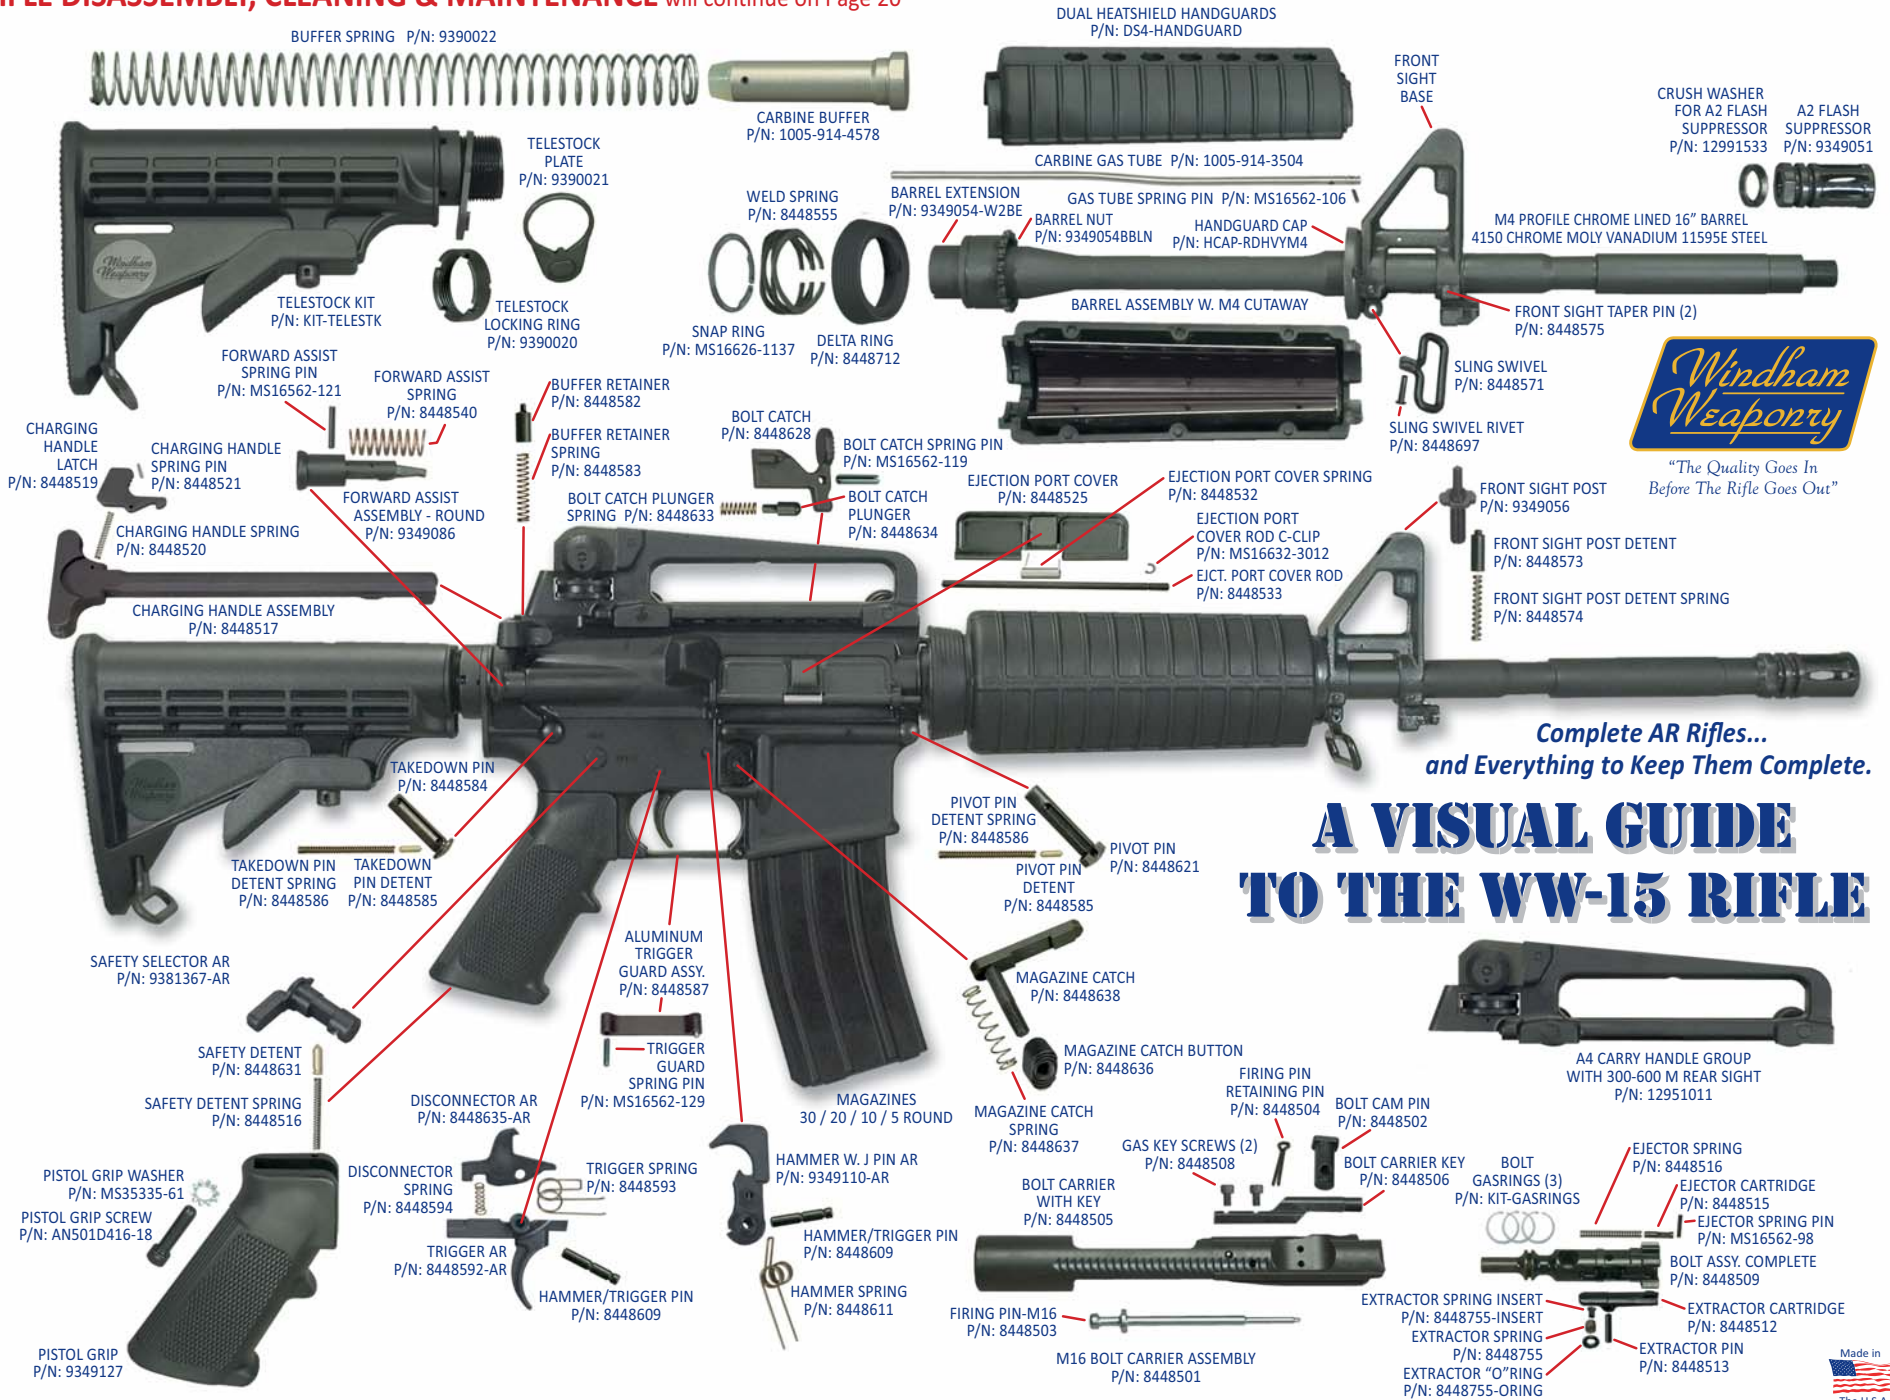 IFLE DISASSEMBLY, CLEANING & MAINTENANCE will continue on Page 26
BUFFER SPRING P/N: 9390022
CARBINE BUFFER
P/N: 1005-914-4578
DUAL HEATSHIELD HANDGUARDS
P/N: DS4-HANDGUARD
FRONT
SIGHT
BASE
CRUSH WASHER
FOR A2 FLASH
SUPPRESSOR
P/N: 12991533
A2 FLASH
SUPPRESSOR
P/N: 9349051
TELESTOCK
PLATE
P/N: 9390021
CARBINE GAS TUBE P/N: 1005-914-3504
WELD SPRING
P/N: 8448555
BARREL EXTENSION
P/N: 9349054-W2BE
GAS TUBE SPRING PIN P/N: MS16562-106
BARREL NUT
P/N: 9349054BBLN
HANDGUARD CAP
P/N: HCAP-RDHVYM4
M4 PROFILE CHROME LINED 16" BARREL
4150 CHROME MOLY VANADIUM 11595E STEEL
Windham
Weaponry
TELESTOCK KIT
P/N: KIT-TELESTK
TELESTOCK
LOCKING RING
P/N: 9390020
SNAP RING
P/N: MS16626-1137
DELTA RING
P/N: 8448712
BARREL ASSEMBLY W. M4 CUTAWAY
FRONT SIGHT TAPER PIN (2)
P/N: 8448575
SLING SWIVEL
P/N: 8448571
SLING SWIVEL RIVET
P/N: 8448697
Windham
Weaponry
"The Quality Goes In
Before The Rifle Goes Out"
FORWARD ASSIST
SPRING PIN
P/N: MS16562-121
FORWARD ASSIST
SPRING
P/N: 8448540
BUFFER RETAINER
P/N: 8448582
BUFFER RETAINER
SPRING
P/N: 8448583
BOLT CATCH
P/N: 8448628
BOLT CATCH SPRING PIN
P/N: MS16562-119
CHARGING
HANDLE
LATCH
P/N: 8448519
CHARGING HANDLE
SPRING PIN
P/N: 8448521
FORWARD ASSIST
ASSEMBLY - ROUND
P/N: 9349086
BOLT CATCH PLUNGER
SPRING P/N: 8448633
BOLT CATCH
PLUNGER
P/N: 8448634
EJECTION PORT COVER
P/N: 8448525
EJECTION PORT COVER SPRING
P/N: 8448532
EJECTION PORT
COVER ROD C-CLIP
P/N: MS16632-3012
EJCT. PORT COVER ROD
P/N: 8448533
FRONT SIGHT POST
P/N: 9349056
FRONT SIGHT POST DETENT
P/N: 8448573
FRONT SIGHT POST DETENT SPRING
P/N: 8448574
CHARGING HANDLE SPRING
P/N: 8448520
CHARGING HANDLE ASSEMBLY
P/N: 8448517
Windham
Weaponry
TAKEDOWN PIN
P/N: 8448584
TAKEDOWN PIN
DETENT SPRING
P/N: 8448586
TAKEDOWN
PIN DETENT
P/N: 8448585
PIVOT PIN
DETENT SPRING
P/N: 8448586
PIVOT PIN
P/N: 8448621
PIVOT PIN
DETENT
P/N: 8448585
Complete AR Rifles...
and Everything to Keep Them Complete.
A VISUAL GUIDE
TO THE WW-15 RIFLE
SAFETY SELECTOR AR
P/N: 9381367-AR
ALUMINUM
TRIGGER
GUARD ASSY.
P/N: 8448587
TRIGGER
GUARD
SPRING PIN
P/N: MS16562-129
MAGAZINE CATCH
P/N: 8448638
MAGAZINE CATCH BUTTON
P/N: 8448636
MAGAZINE CATCH
SPRING
P/N: 8448637
A4 CARRY HANDLE GROUP
WITH 300-600 M REAR SIGHT
P/N: 12951011
SAFETY DETENT
P/N: 8448631
SAFETY DETENT SPRING
P/N: 8448516
DISCONNECTOR AR
P/N: 8448635-AR
MAGAZINES
30 / 20 / 10 / 5 ROUND
FIRING PIN
RETAINING PIN
P/N: 8448504
BOLT CAM PIN
P/N: 8448502
GAS KEY SCREWS (2)
P/N: 8448508
BOLT CARRIER KEY
P/N: 8448506
BOLT
GASRINGS (3)
P/N: KIT-GASRINGS
EJECTOR SPRING
P/N: 8448516
EJECTOR CARTRIDGE
P/N: 8448515
EJECTOR SPRING PIN
P/N: MS16562-98
PISTOL GRIP WASHER
P/N: MS35335-61
PISTOL GRIP SCREW
P/N: AN501D416-18
DISCONNECTOR
SPRING
P/N: 8448594
TRIGGER SPRING
P/N: 8448593
HAMMER W. J PIN AR
P/N: 9349110-AR
BOLT CARRIER
WITH KEY
P/N: 8448505
TRIGGER AR
P/N: 8448592-AR
HAMMER/TRIGGER PIN
P/N: 8448609
HAMMER/TRIGGER PIN
P/N: 8448609
HAMMER SPRING
P/N: 8448611
BOLT ASSY. COMPLETE
P/N: 8448509
FIRING PIN-M16
P/N: 8448503
M16 BOLT CARRIER ASSEMBLY
P/N: 8448501
EXTRACTOR SPRING INSERT
P/N: 8448755-INSERT
EXTRACTOR SPRING
P/N: 8448755
EXTRACTOR "O"RING
P/N: 8448755-ORING
EXTRACTOR CARTRIDGE
P/N: 8448512
EXTRACTOR PIN
P/N: 8448513
PISTOL GRIP
P/N: 9349127
Made in
The U.S.A.